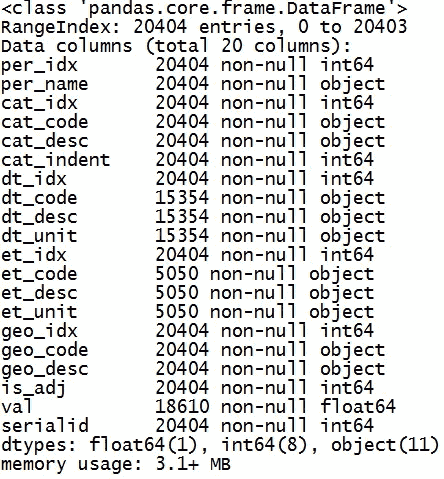 <class 'pandas.core.frame.DataFrame'>
RangeIndex: 20404 entries, 0 to 20403
Data columns (total 20 columns):
per_idx 20404 non-null int64
per_name 20404 non-null object
cat_idx 20404 non-null int64
cat_code 20404 non-null object
cat_desc 20404 non-null object
cat_indent 20404 non-null int64
dt_idx 20404 non-null int64
dt_code 15354 non-null object
dt_desc 15354 non-null object
dt_unit 15354 non-null object
et_idx 20404 non-null int64
et_code 5050 non-null object
et_desc 5050 non-null object
et_unit 5050 non-null object
geo_idx 20404 non-null int64
geo_code 20404 non-null object
geo_desc 20404 non-null object
is_adj 20404 non-null int64
val 18610 non-null float64
serialid 20404 non-null int64
dtypes: float64(1), int64(8), object(11)
memory usage: 3.1+ MB